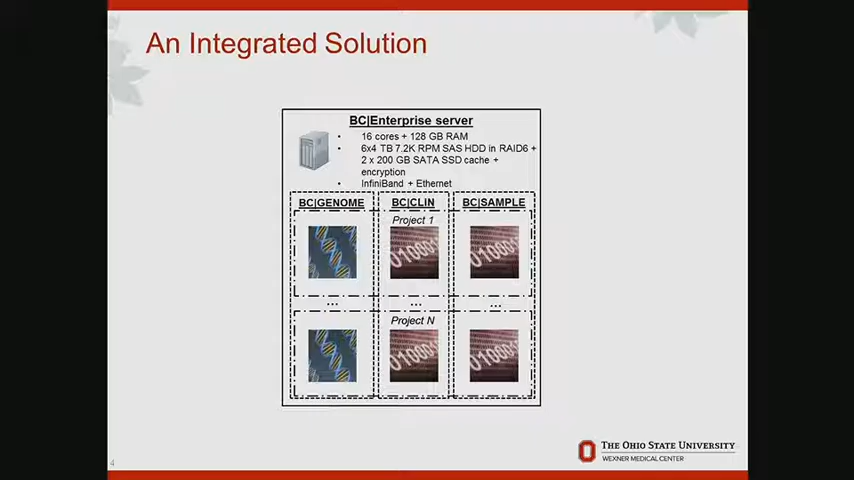 An Integrated Solution
BC|Enterprise server
• 16 cores + 128 GB RAM
• 6x4 TB 7.2K RPM SAS HDD in RAID6 +
2 x 200 GB SATA SSD cache +
encryption
• InfiniBand + Ethernet
BC|GENOME BC|CLIN BC|SAMPLE
Project 1
... ... ...
Project N
THE OHIO STATE UNIVERSITY
WEXNER MEDICAL CENTER
4